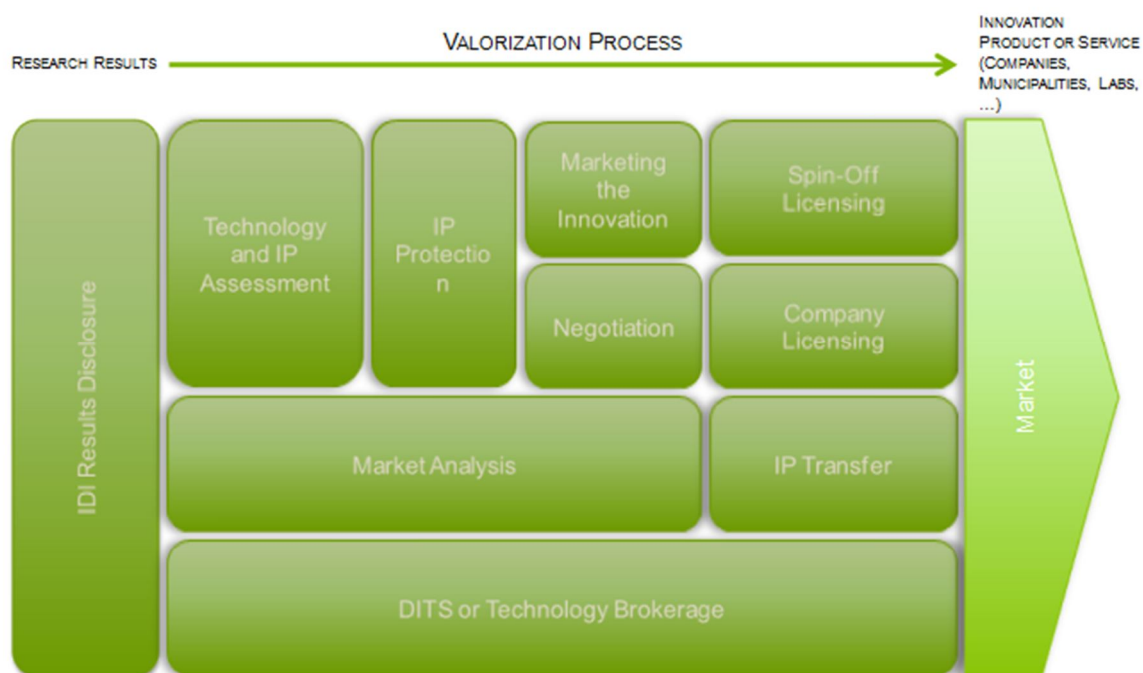 RESEARCH RESULTS
VALORIZATION PROCESS
INNOVATION
PRODUCT OR SERVICE
(COMPANIES,
MUNICIPALITIES, LABS,
...)
IDI Results Disclosure
Technology
and IP
Assessment
IP
Protectio
n
Marketing
the
Innovation
Negotiation
Spin-Off
Licensing
Company
Licensing
Market Analysis
IP Transfer
DITS or Technology Brokerage
Market